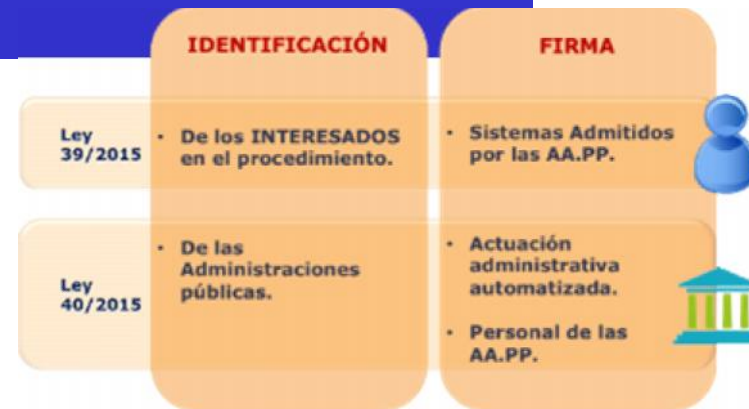 IDENTIFICACIÓN
FIRMA
Ley
39/2015
• De los INTERESADOS
en el procedimiento.
• Sistemas Admitidos
por las AA.PP.
Ley
40/2015
• De las
Administraciones
públicas.
• Actuación
administrativa
automatizada.
• Personal de las
AA.PP.